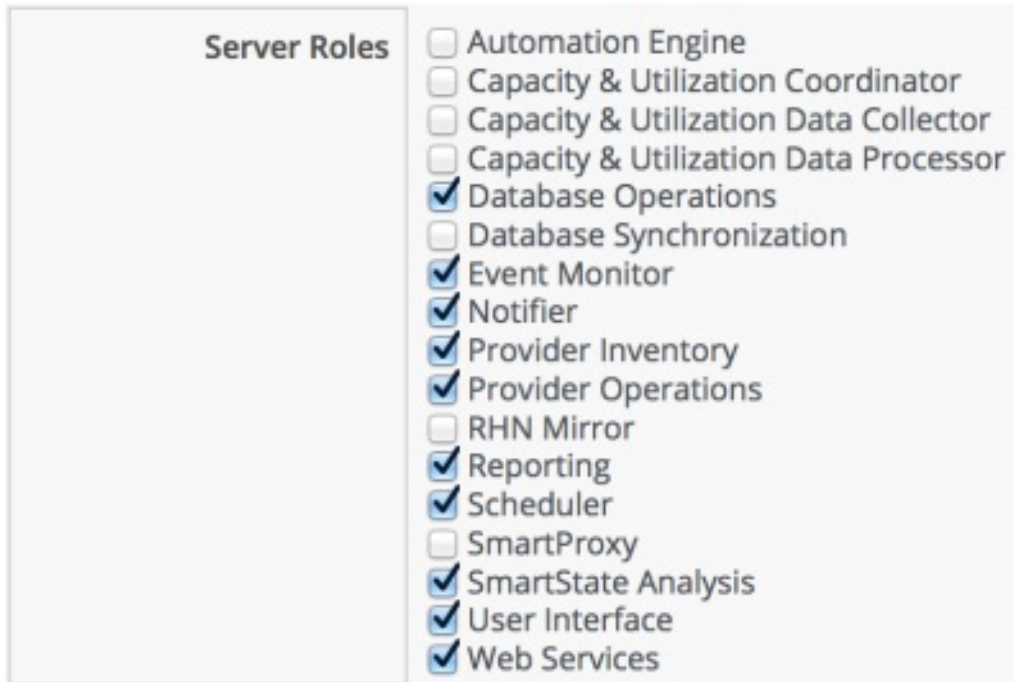 Server Roles
Automation Engine
Capacity & Utilization Coordinator
Capacity & Utilization Data Collector
Capacity & Utilization Data Processor
Database Operations
Database Synchronization
Event Monitor
Notifier
Provider Inventory
Provider Operations
RHN Mirror
Reporting
Scheduler
SmartProxy
SmartState Analysis
User Interface
Web Services